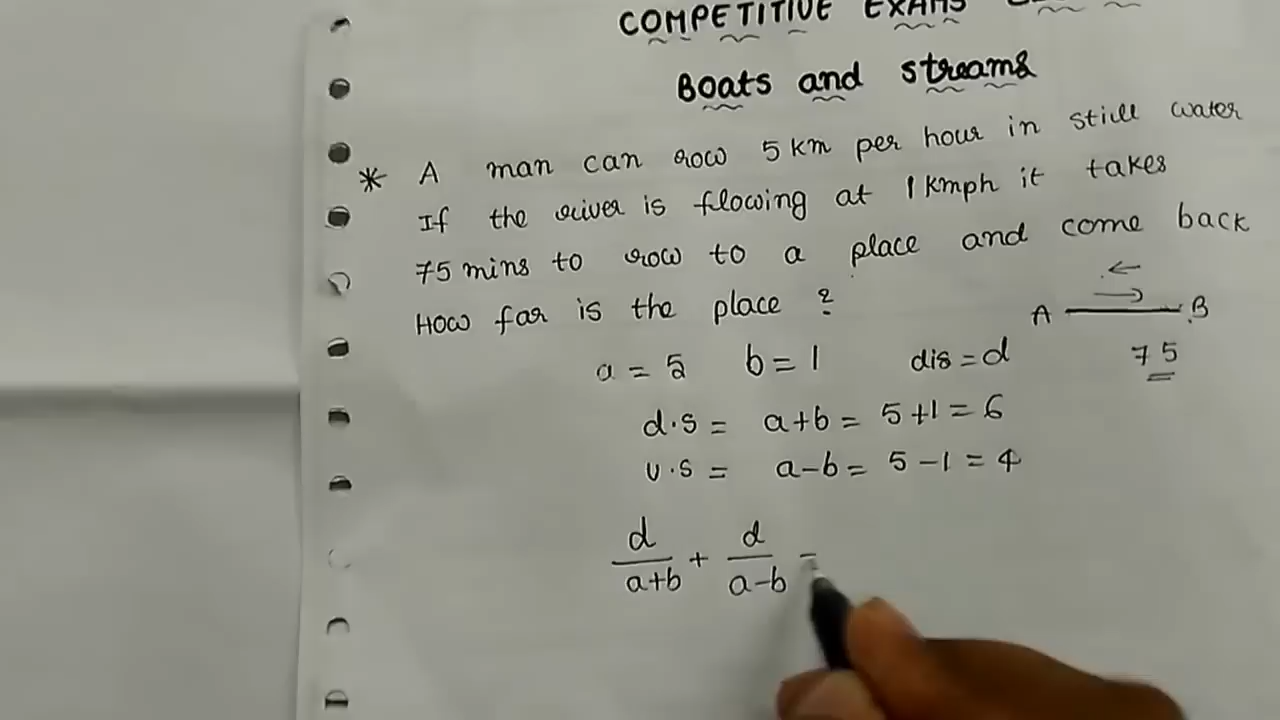 COMPETITIVE EXAMS
Boats and streams
* A man can row 5 km per hour in still water
If the river is flowing at 1 kmph it takes
75 mins to row to a place and come back
How far is the place ?
A B
a = 5 b = 1 dis = d 75
d.s = a+b = 5+1 = 6
u.s = a-b = 5-1 = 4
d/a+b + d/a-b =